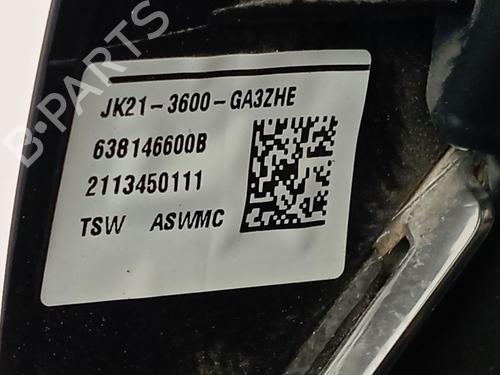 JK21-3600-GA3ZHE
638146600B
2113450111
TSW ASWMC
B-PARTS